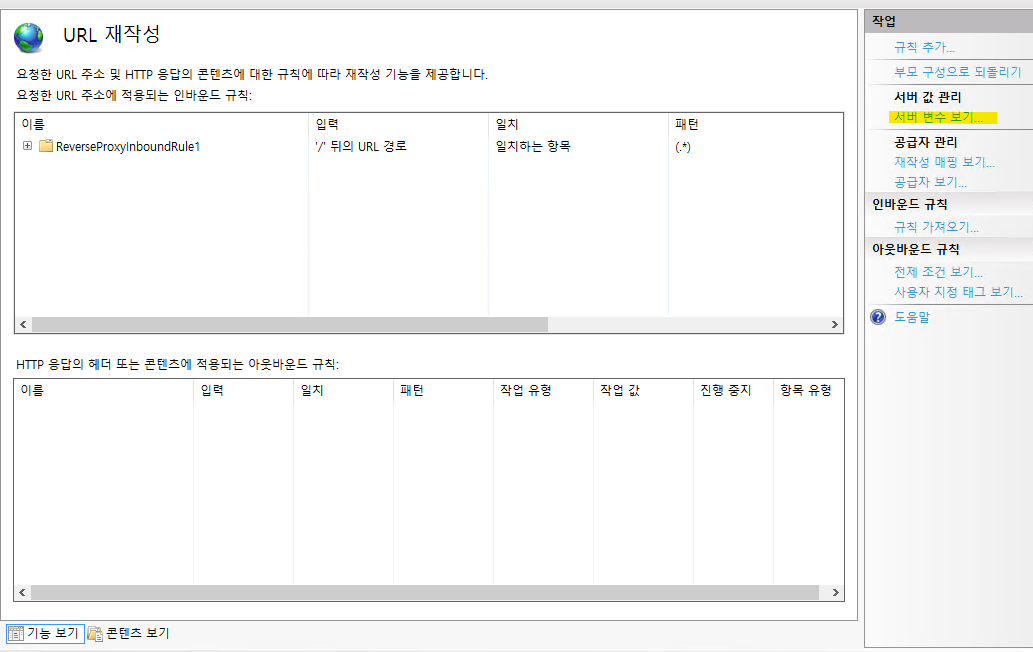 URL 재작성
요청한 URL 주소 및 HTTP 응답의 콘텐츠에 대한 규칙에 따라 재작성 기능을 제공합니다.
요청한 URL 주소에 적용되는 인바운드 규칙:
이름 입력 일치 패턴
ReverseProxyInboundRule1 '/' 뒤의 URL 경로 일치하는 항목 (.*)
HTTP 응답의 헤더 또는 콘텐츠에 적용되는 아웃바운드 규칙:
이름 입력 일치 패턴 작업 유형 작업 값 진행 중지 항목 유형
기능 보기 콘텐츠 보기
작업
규칙 추가...
부모 구성으로 되돌리기
서버 값 관리
서버 변수 보기...
공급자 관리
재작성 매핑 보기...
공급자 보기...
인바운드 규칙
규칙 가져오기...
아웃바운드 규칙
전제 조건 보기...
사용자 지정 태그 보기...
도움말